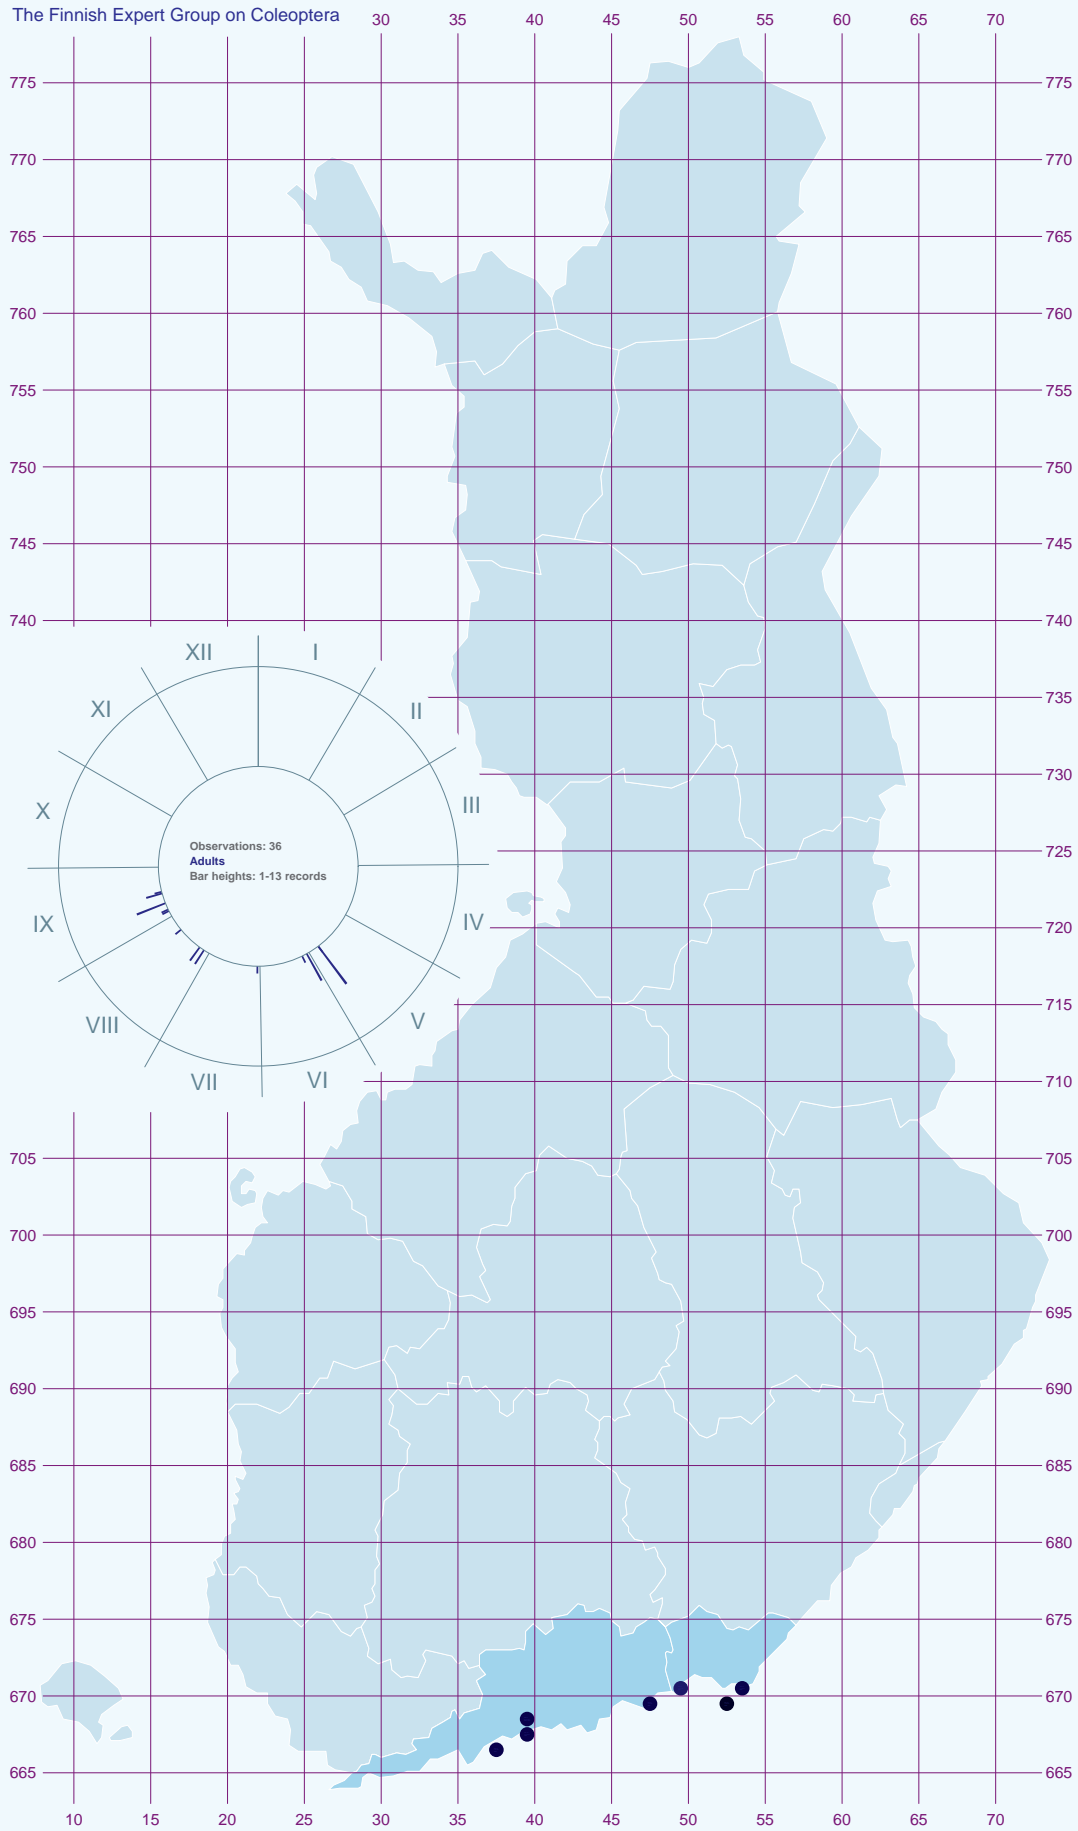 The Finnish Expert Group on Coleoptera
30 40 50 55 60 65 70
35 45
775 775
770 770
765 765
760 760
755 755
750 750
745 745
740 740
XII I
XI II
735
730
X III
725
Observations: 36
Adults
Bar heights: 1-13 records
IX IV
720
715
VIII V
VII VI
710
705 705
700 700
695 695
690 690
685 685
680 680
675 675
670 670
665 665
10 15 20 25 30 35 40 45 50 55 60 65 70